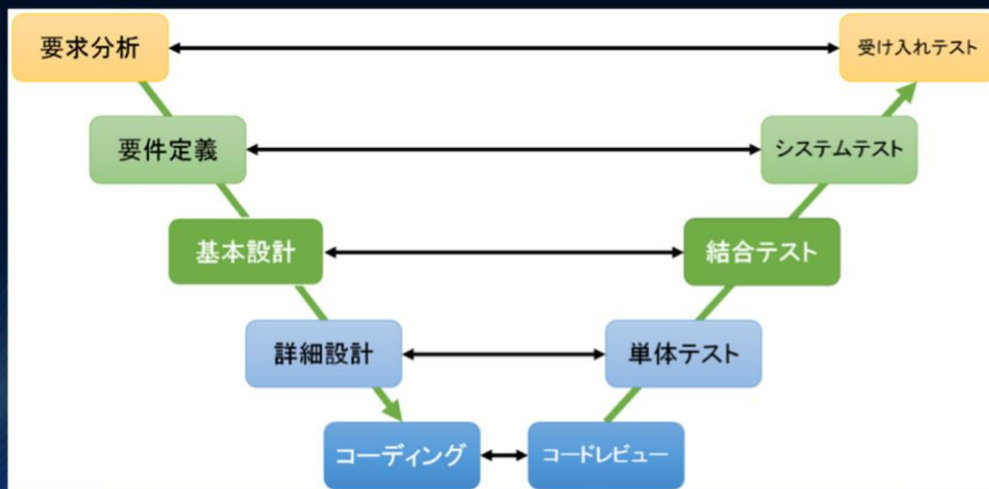 要求分析
受け入れテスト
要件定義
システムテスト
基本設計
結合テスト
詳細設計
単体テスト
コーディング
コードレビュー